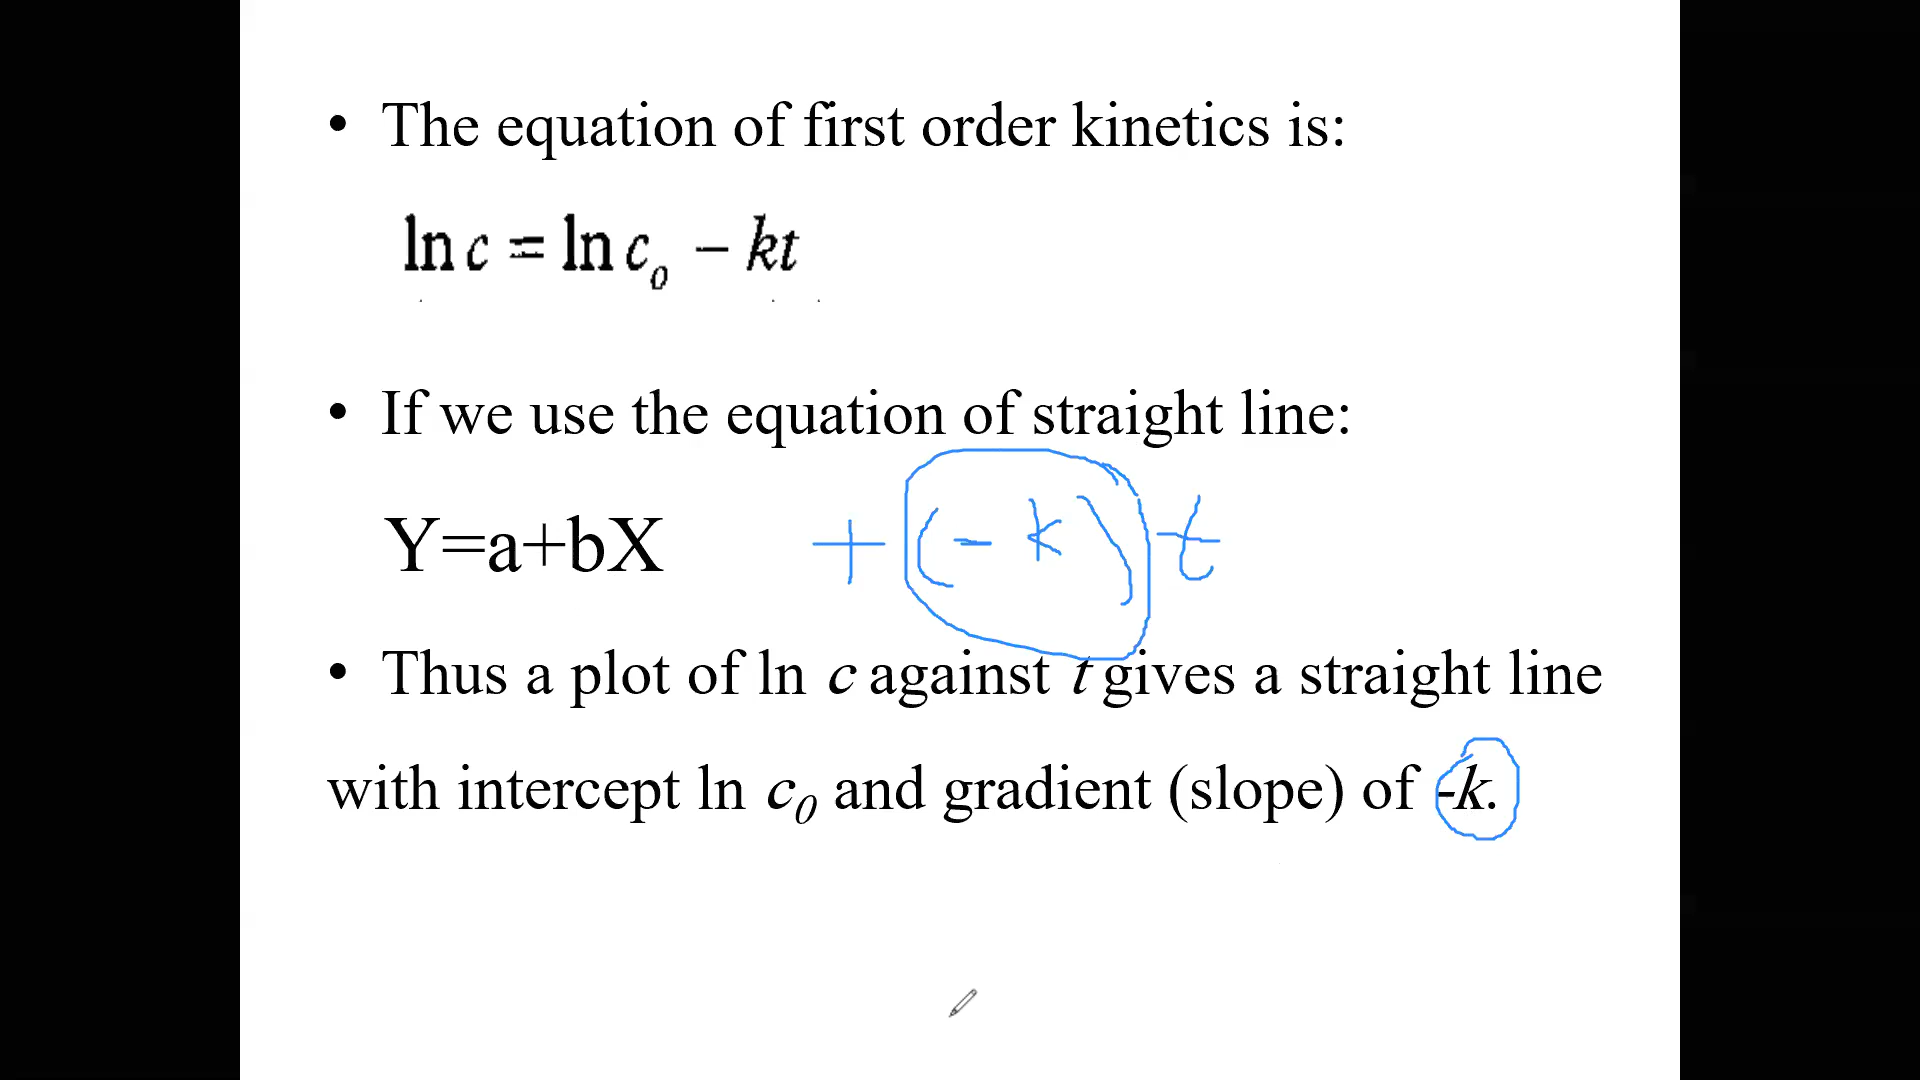 • The equation of first order kinetics is:
ln c = ln c₀ – kt
• If we use the equation of straight line:
Y=a+bX + (- k) t
• Thus a plot of ln c against t gives a straight line
with intercept ln c₀ and gradient (slope) of -k.